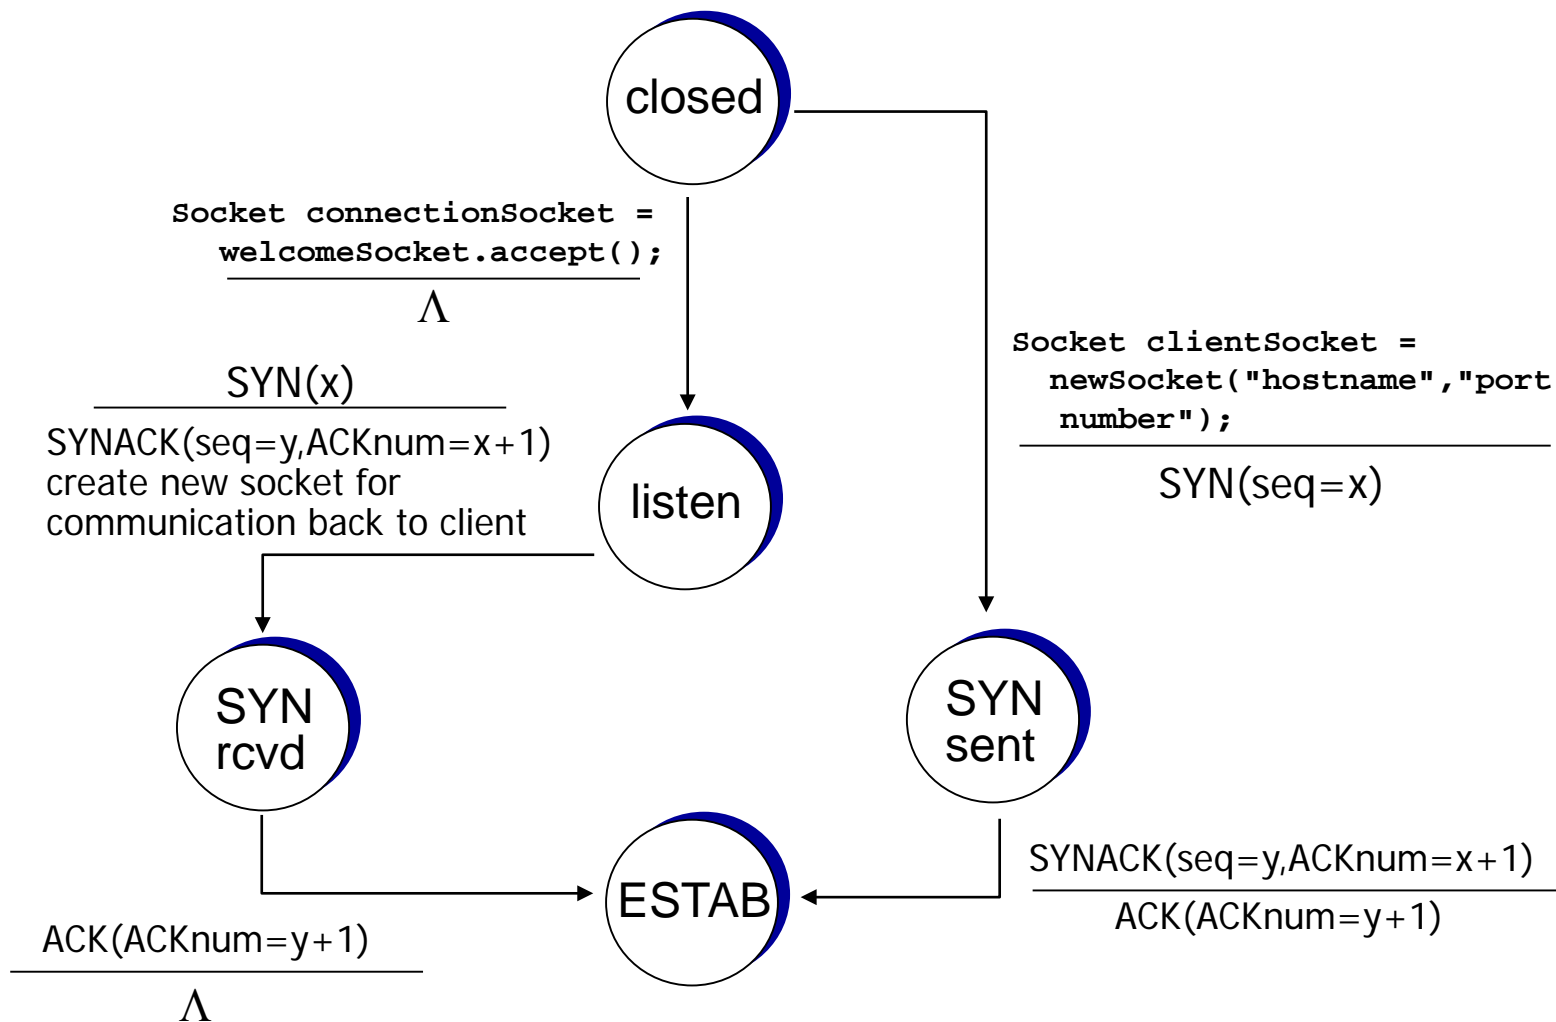 closed
Socket connectionSocket =
welcomeSocket.accept();
Λ
SYN(x)
SYNACK(seq=y,ACKnum=x+1)
create new socket for
communication back to client
listen
Socket clientSocket =
newSocket("hostname","port
number");
SYN(seq=x)
SYN
rcvd
SYN
sent
ESTAB
SYNACK(seq=y,ACKnum=x+1)
ACK(ACKnum=y+1)
ACK(ACKnum=y+1)
Λ